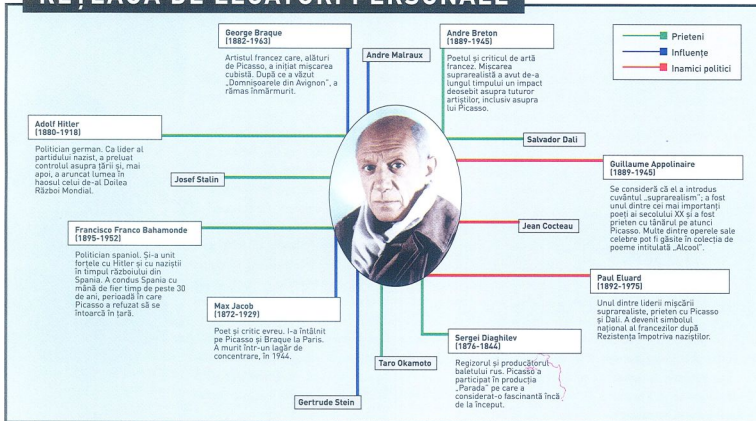 REȚEAUA DE LEGĂTURI PERSONALE
George Braque
(1882-1963)
Artistul francez care, alături
de Picasso, a inițiat mișcarea
cubistă. După ce a văzut
„Domnișoarele din Avignon", a
rămas înmărmurit.
Andre Malraux
Andre Breton
(1889-1945)
Poetul și criticul de artă
francez. Mișcarea
suprarealistă a avut de-a
lungul timpului un impact
deosebit asupra tuturor
artiștilor, inclusiv asupra
lui Picasso.
Prieteni
Influențe
Inamici politici
Adolf Hitler
(1880-1918)
Politician german. Ca lider al
partidului nazist, a preluat
controlul asupra țării și, mai
apoi, a aruncat lumea în
haosul celui de-al Doilea
Război Mondial.
Salvador Dali
Josef Stalin
Guillaume Appolinaire
(1889-1945)
Se consideră că el a introdus
cuvântul „suprarealism"; a fost
unul dintre cei mai importanți
poeți ai secolului XX și a fost
prieten cu tânărul pe atunci
Picasso. Multe dintre operele sale
celebre pot fi găsite în colecția de
poeme intitulată „Alcool".
Francisco Franco Bahamonde
(1895-1952)
Politician spaniol. Și-a unit
forțele cu Hitler și cu naziștii
în timpul războiului din
Spania. A condus Spania cu
mână de fier timp de peste 30
de ani, perioadă în care
Picasso a refuzat să se
întoarcă în țară.
Jean Cocteau
Paul Eluard
(1892-1975)
Unul dintre liderii mișcării
suprarealiste, prieten cu Picasso
și Dali. A devenit simbolul
național al francezilor după
Rezistența împotriva naziștilor.
Max Jacob
(1872-1929)
Poet și critic evreu. I-a întâlnit
pe Picasso și Braque la Paris.
A murit într-un lagăr de
concentrare, în 1944.
Sergei Diaghilev
(1876-1844)
Regizorul și producătorul
baletului rus. Picasso a
participat în producția
„Parada" pe care a
considerat-o fascinantă încă
de la început.
Taro Okamoto
Gertrude Stein